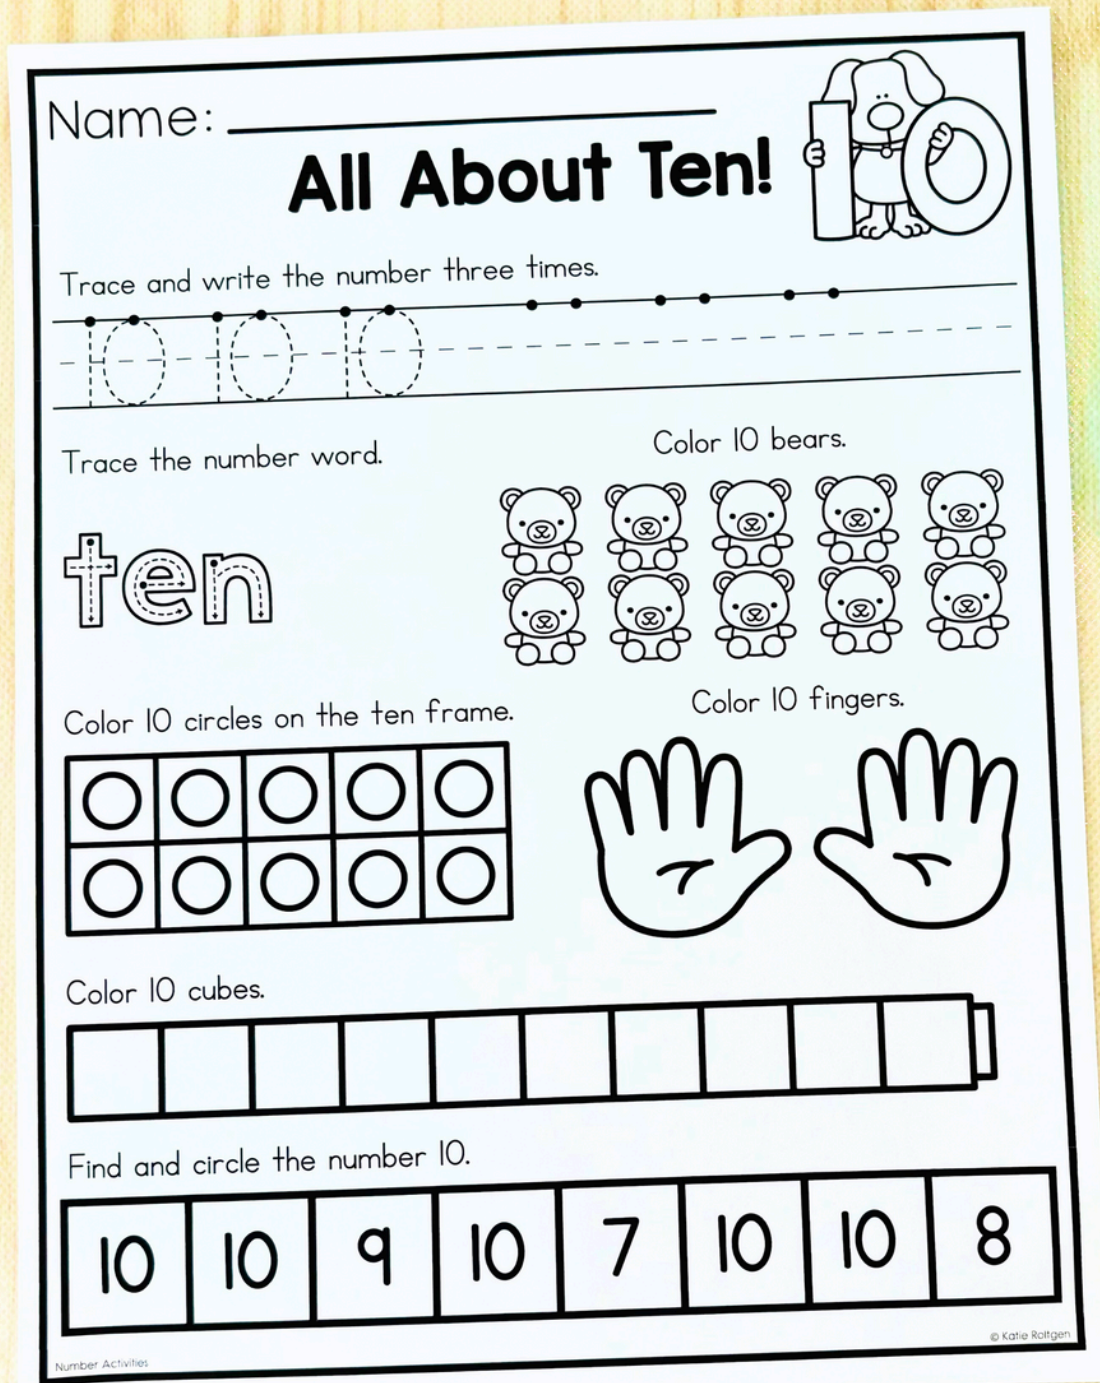 Name:
All About Ten!
10
Trace and write the number three times.
10 10 10
Trace the number word.
Color 10 bears.
ten
Color 10 circles on the ten frame.
Color 10 fingers.
Color 10 cubes.
Find and circle the number 10.
10 10 9 10 7 10 10 8
Number Activities
© Katie Roltgen